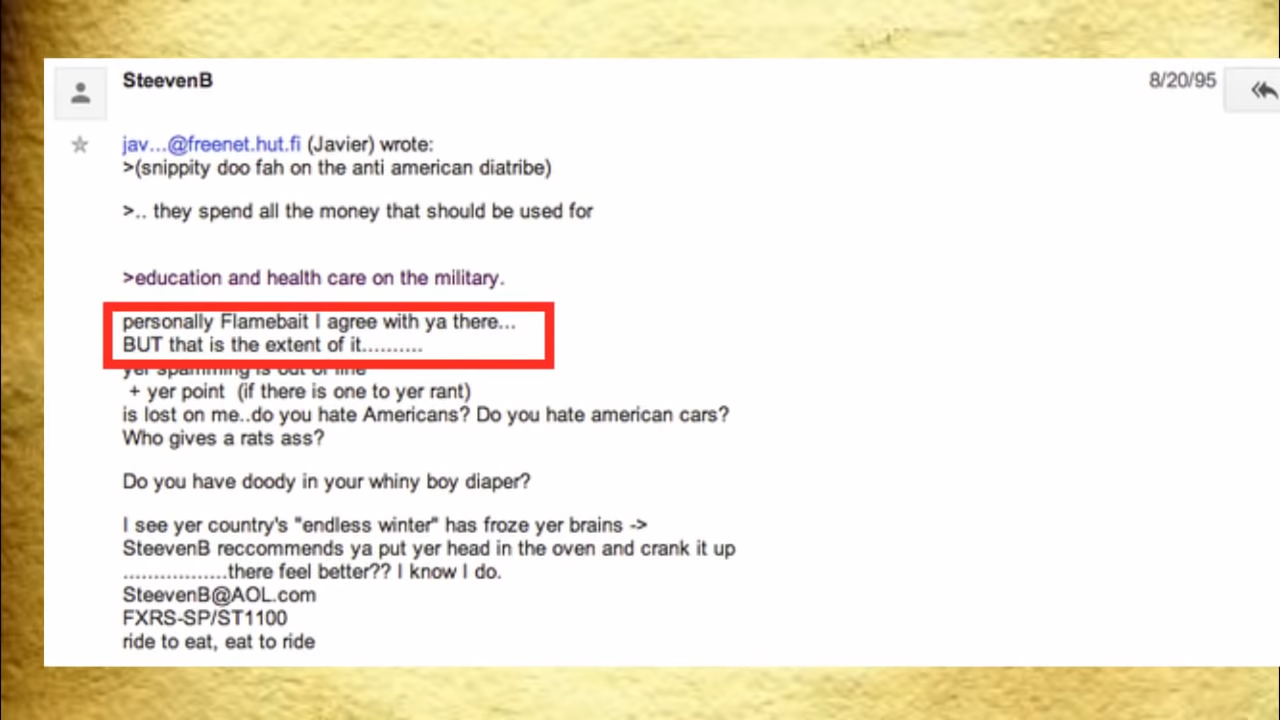 SteevenB
8/20/95
jav...@freenet.hut.fi (Javier) wrote:
>(snippity doo fah on the anti american diatribe)
>.. they spend all the money that should be used for
>education and health care on the military.
personally Flamebait I agree with ya there...
BUT that is the extent of it..........
yer spamming is out of line
+ yer point (if there is one to yer rant)
is lost on me..do you hate Americans? Do you hate american cars?
Who gives a rats ass?
Do you have doody in your whiny boy diaper?
I see yer country's "endless winter" has froze yer brains ->
SteevenB reccommends ya put yer head in the oven and crank it up
.................there feel better?? I know I do.
SteevenB@AOL.com
FXRS-SP/ST1100
ride to eat, eat to ride